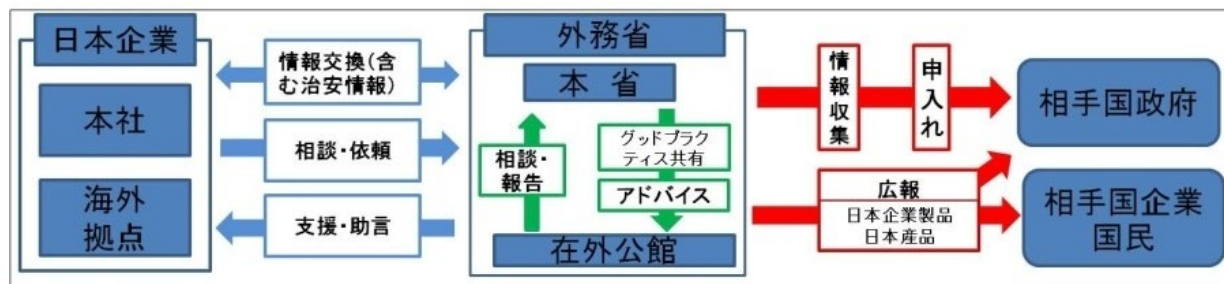 日本企業
本社
海外
拠点
情報交換(含
む治安情報)
相談・依頼
支援・助言
外務省
本省
相談・
報告
グッドプラク
ティス共有
アドバイス
在外公館
情報収集
申入れ
広報
日本企業製品
日本産品
相手国政府
相手国企業
国民